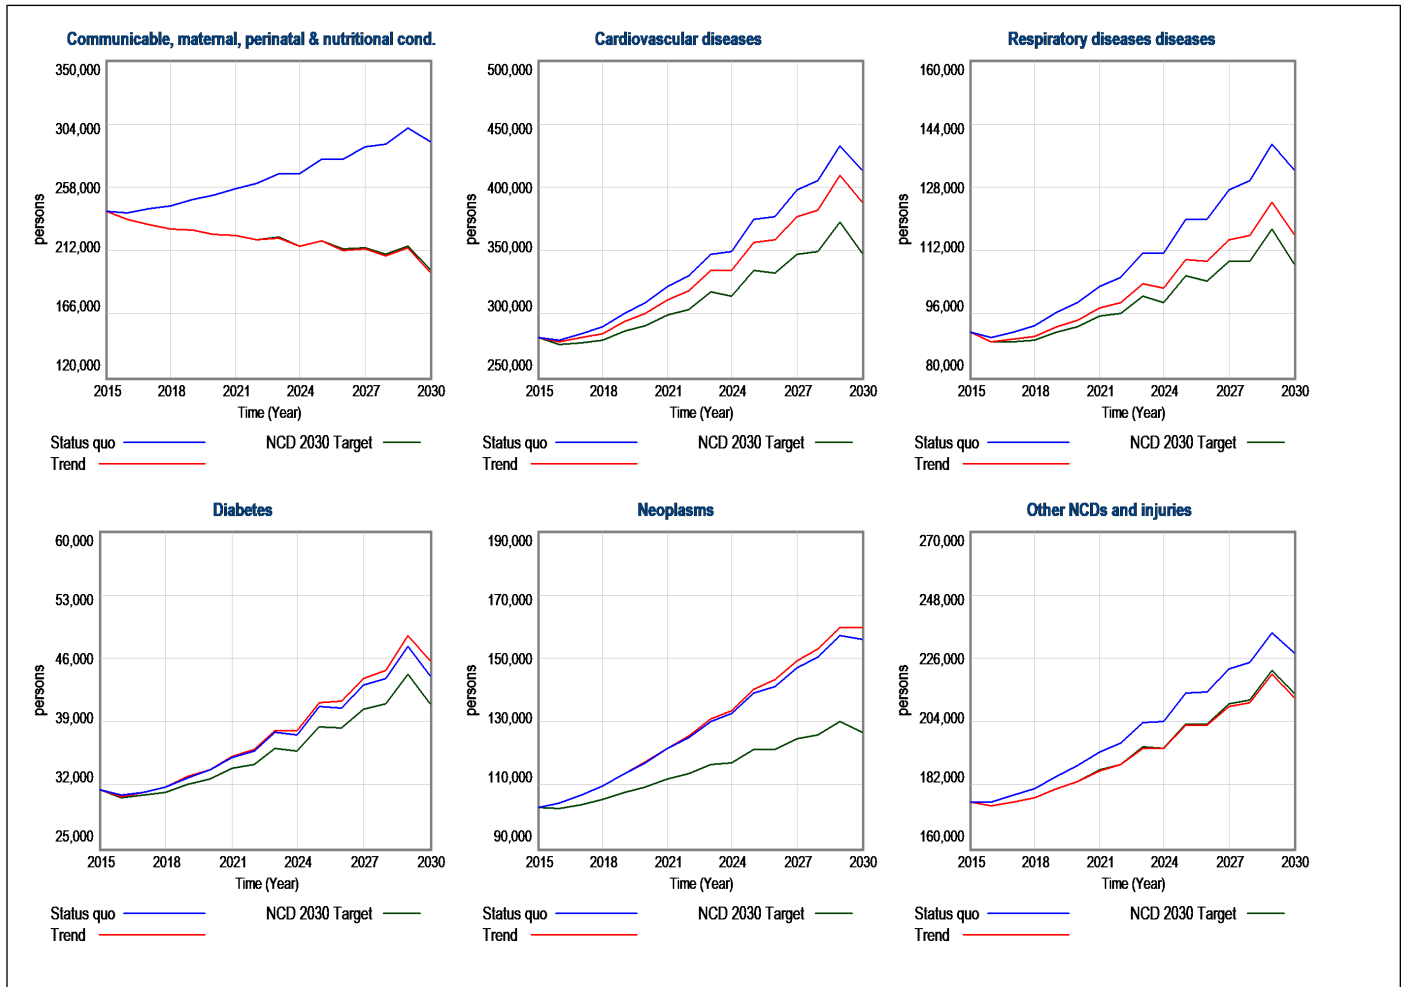 Communicable, maternal, perinatal & nutritional cond.
350,000
304,000
258,000
212,000
166,000
120,000
persons
2015 2018 2021 2024 2027 2030
Time (Year)
Status quo
NCD 2030 Target
Trend
Cardiovascular diseases
500,000
450,000
400,000
350,000
300,000
250,000
persons
2015 2018 2021 2024 2027 2030
Time (Year)
Status quo
NCD 2030 Target
Trend
Respiratory diseases diseases
160,000
144,000
128,000
112,000
96,000
80,000
persons
2015 2018 2021 2024 2027 2030
Time (Year)
Status quo
NCD 2030 Target
Trend
Diabetes
60,000
53,000
46,000
39,000
32,000
25,000
persons
2015 2018 2021 2024 2027 2030
Time (Year)
Status quo
NCD 2030 Target
Trend
Neoplasms
190,000
170,000
150,000
130,000
110,000
90,000
persons
2015 2018 2021 2024 2027 2030
Time (Year)
Status quo
NCD 2030 Target
Trend
Other NCDs and injuries
270,000
248,000
226,000
204,000
182,000
160,000
persons
2015 2018 2021 2024 2027 2030
Time (Year)
Status quo
NCD 2030 Target
Trend